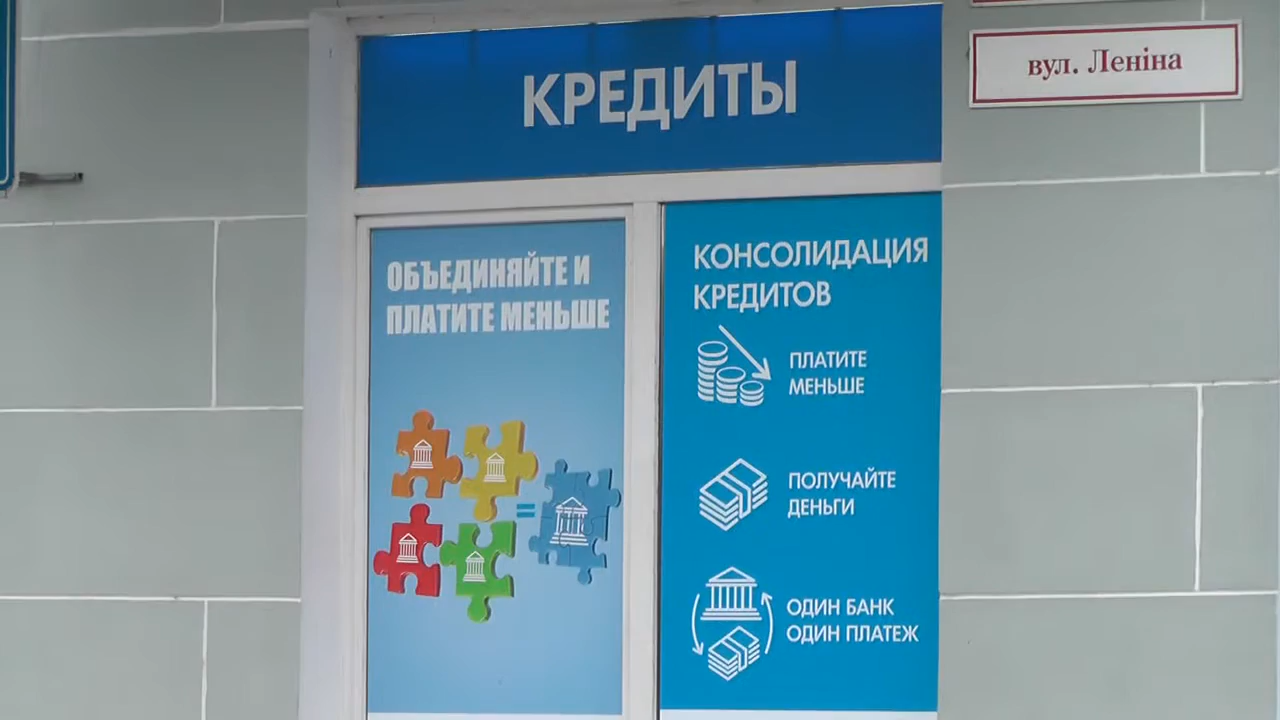 КРЕДИТЫ
вул. Леніна
ОБЪЕДИНЯЙТЕ И
ПЛАТИТЕ МЕНЬШЕ
КОНСОЛИДАЦИЯ
КРЕДИТОВ
ПЛАТИТЕ
МЕНЬШЕ
ПОЛУЧАЙТЕ
ДЕНЬГИ
ОДИН БАНК
ОДИН ПЛАТЕЖ